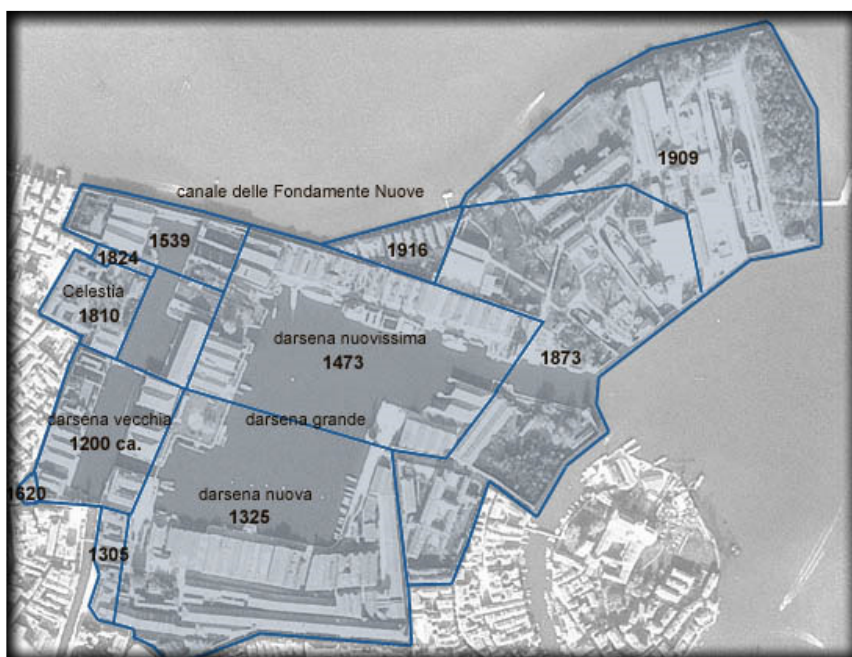 canale delle Fondamente Nuove
1909
1539
1916
1824
Celestia
1810
darsena nuovissima
1473
1873
darsena vecchia
1200 ca.
darsena grande
1620
darsena nuova
1325
1305